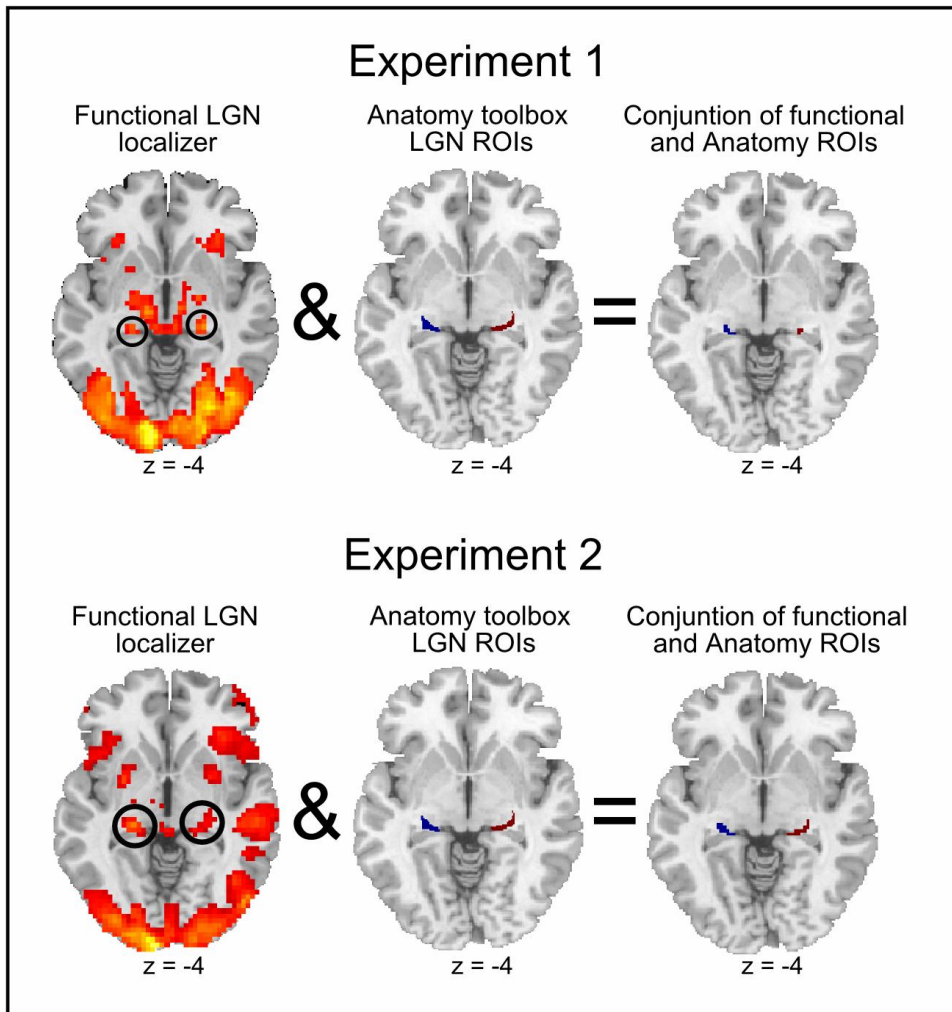 Experiment 1
Functional LGN
localizer
Anatomy toolbox
LGN ROIs
Conjuntion of functional
and Anatomy ROIs
&
=
z = -4
z = -4
z = -4
Experiment 2
Functional LGN
localizer
Anatomy toolbox
LGN ROIs
Conjuntion of functional
and Anatomy ROIs
&
=
z = -4
z = -4
z = -4